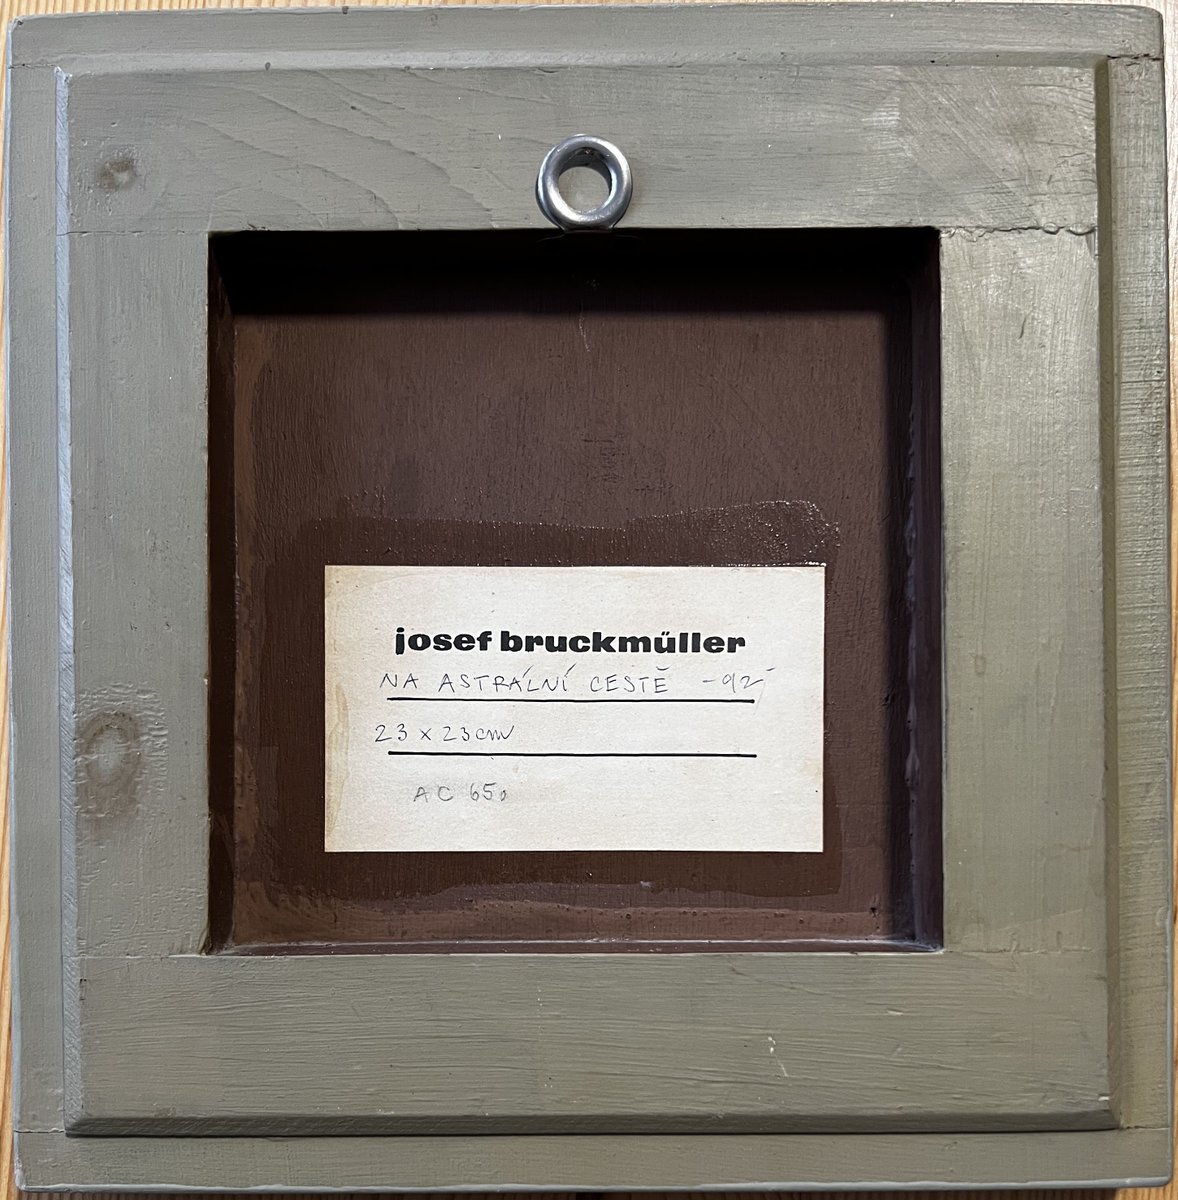 josef bruckmüller
NA ASTRÁLNÍ CESTĚ -92
23 x 23 cm
AC 650